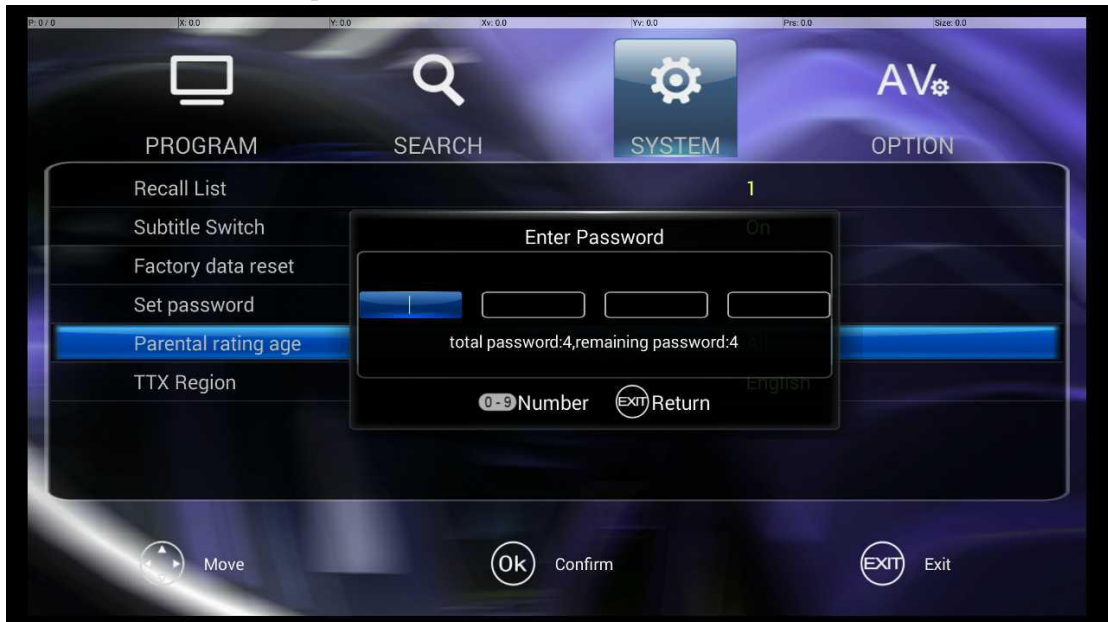 P: 0 / 0 X: 0.0 Y: 0.0 Xv: 0.0 Yv: 0.0 Prs: 0.0 Size: 0.0
AV
PROGRAM SEARCH SYSTEM OPTION
Recall List 1
Subtitle Switch On
Enter Password
Factory data reset
Set password
Parental rating age
total password:4,remaining password:4
TTX Region English
0-9 Number EXIT Return
Move Ok Confirm EXIT Exit